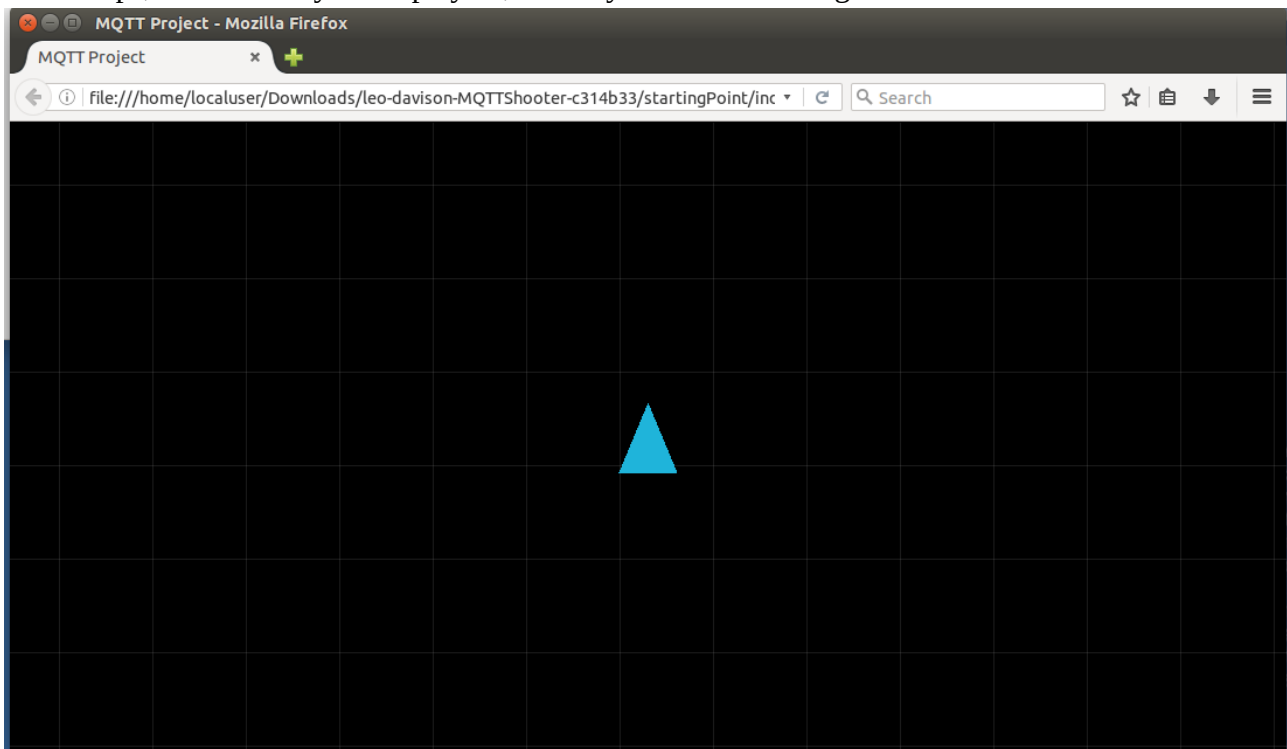 MQTT Project - Mozilla Firefox
MQTT Project
file:///home/localuser/Downloads/leo-davison-MQTTShooter-c314b33/startingPoint/inc
Search